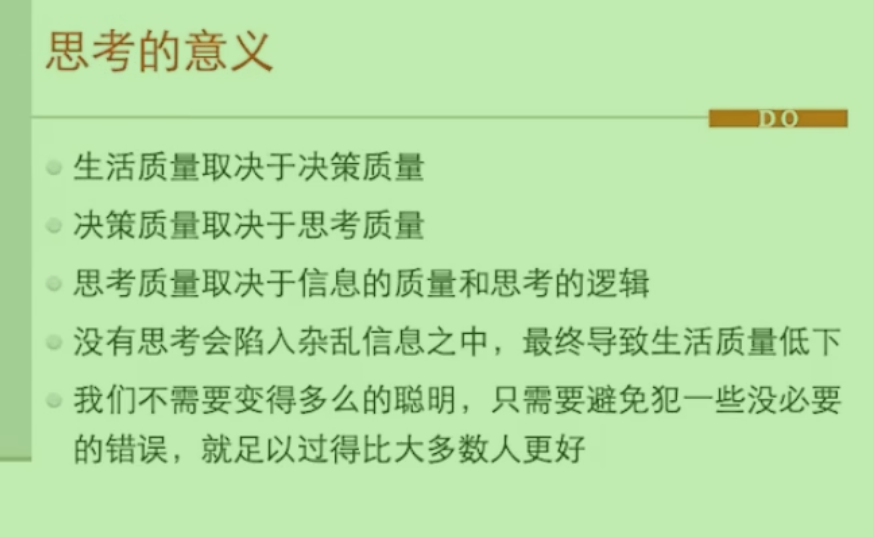 思考的意义
DO
生活质量取决于决策质量
决策质量取决于思考质量
思考质量取决于信息的质量和思考的逻辑
没有思考会陷入杂乱信息之中，最终导致生活质量低下
我们不需要变得多么的聪明，只需要避免犯一些没必要
的错误，就足以过得比大多数人更好